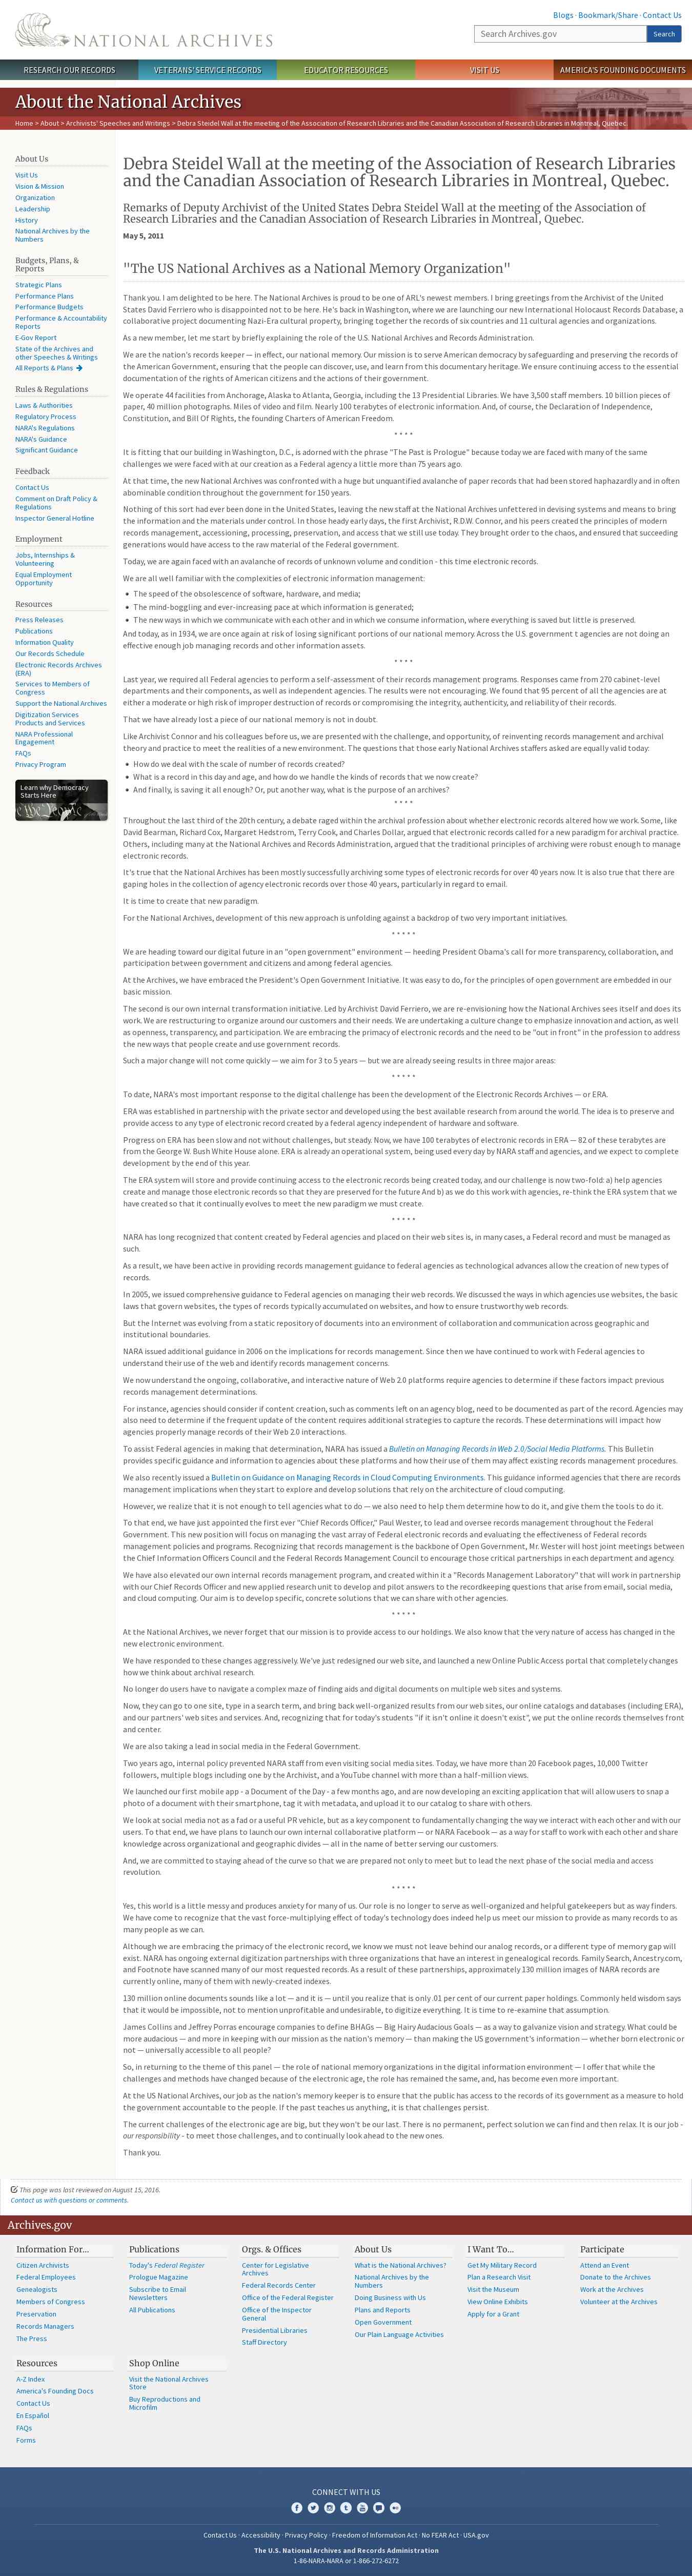 Blogs · Bookmark/Share · Contact Us
NATIONAL ARCHIVES
Search Archives.gov
Search
RESEARCH OUR RECORDS
VETERANS' SERVICE RECORDS
EDUCATOR RESOURCES
VISIT US
AMERICA'S FOUNDING DOCUMENTS
About the National Archives
Home > About > Archivists' Speeches and Writings > Debra Steidel Wall at the meeting of the Association of Research Libraries and the Canadian Association of Research Libraries in Montreal, Quebec.
About Us
Visit Us
Vision & Mission
Organization
Leadership
History
National Archives by the
Numbers
Budgets, Plans, &
Reports
Strategic Plans
Performance Plans
Performance Budgets
Performance & Accountability
Reports
E-Gov Report
State of the Archives and
other Speeches & Writings
All Reports & Plans
Rules & Regulations
Laws & Authorities
Regulatory Process
NARA's Regulations
NARA's Guidance
Significant Guidance
Feedback
Contact Us
Comment on Draft Policy &
Regulations
Inspector General Hotline
Employment
Jobs, Internships &
Volunteering
Equal Employment
Opportunity
Resources
Press Releases
Publications
Information Quality
Our Records Schedule
Electronic Records Archives
(ERA)
Services to Members of
Congress
Support the National Archives
Digitization Services
Products and Services
NARA Professional
Engagement
FAQs
Privacy Program
Learn why Democracy
Starts Here
Debra Steidel Wall at the meeting of the Association of Research Libraries
and the Canadian Association of Research Libraries in Montreal, Quebec.
Remarks of Deputy Archivist of the United States Debra Steidel Wall at the meeting of the Association of
Research Libraries and the Canadian Association of Research Libraries in Montreal, Quebec.
May 5, 2011
"The US National Archives as a National Memory Organization"
Thank you. I am delighted to be here. The National Archives is proud to be one of ARL's newest members. I bring greetings from the Archivist of the United
States David Ferriero who was disappointed not to be here. He's back in Washington, where we are launching our new International Holocaust Records Database, a
collaborative project concerning Nazi-Era cultural property, bringing together for the first time the records of six countries and 11 cultural agencies and organizations.
As a new member, let me start by briefly explaining the role of the U.S. National Archives and Records Administration.
We are the nation's record keeper — in effect, our national memory. Our mission is to serve American democracy by safeguarding and preserving the records of
the American Government, ensuring that the people can discover, use, and learn from this documentary heritage. We ensure continuing access to the essential
documentation of the rights of American citizens and the actions of their government.
We operate 44 facilities from Anchorage, Alaska to Atlanta, Georgia, including the 13 Presidential Libraries. We have 3,500 staff members. 10 billion pieces of
paper, 40 million photographs. Miles of video and film. Nearly 100 terabytes of electronic information. And, of course, the Declaration of Independence,
Constitution, and Bill Of Rights, the founding Charters of American Freedom.
* * * *
It is fitting that our building in Washington, D.C., is adorned with the phrase "The Past is Prologue" because today we are faced with many of the same
challenges we were faced with at our creation as a Federal agency a little more than 75 years ago.
At that time, the new National Archives was confronted with a huge but unquantified avalanche of paper records that had been stored haphazardly and in often
abominable conditions throughout the government for 150 years.
Nothing of this sort had ever been done in the United States, leaving the new staff at the National Archives unfettered in devising systems and means to bring
the information and materials under control. In those heady early days, the first Archivist, R.D.W. Connor, and his peers created processes for records
management, accessioning, processing, preservation, and access that we still use today. They brought order to the chaos, and ensured that subsequent
generations would have access to the raw material of the Federal government.
Today, we are again faced with an avalanche of records of unknown volume and condition - this time electronic records.
We are all well familiar with the complexities of electronic information management:
The speed of the obsolescence of software, hardware, and media;
The mind-boggling and ever-increasing pace at which information is generated;
The new ways in which we communicate with each other and in which we consume information, where everything is saved but little is preserved.
And today, as in 1934, we are once again at risk of losing significant portions of our national memory. Across the U.S. government t agencies are not doing an
effective enough job managing records and other information assets.
* * * *
Last year, we required all Federal agencies to perform a self-assessment of their records management programs. Responses came from 270 cabinet-level
departments and independent agencies. The results were not encouraging. We found that 95 percent of all the agencies are at either
at a moderate or high risk of improperly destroying records, compromising their integrity, authenticity, and reliability of their records.
That we have already lost a piece of our national memory is not in doubt.
Like Archivist Connor and his colleagues before us, we are presented with the challenge, and opportunity, of reinventing records management and archival
theory and practice to meet the realities of a new environment. The questions that those early National Archives staffers asked are equally valid today:
How do we deal with the scale of number of records created?
What is a record in this day and age, and how do we handle the kinds of records that we now create?
And finally, is saving it all enough? Or, put another way, what is the purpose of an archives?
* * * *
Throughout the last third of the 20th century, a debate raged within the archival profession about whether electronic records altered how we work. Some, like
David Bearman, Richard Cox, Margaret Hedstrom, Terry Cook, and Charles Dollar, argued that electronic records called for a new paradigm for archival practice.
Others, including many at the National Archives and Records Administration, argued that the traditional principles of archiving were robust enough to manage
electronic records.
It's true that the National Archives has been mostly successfully archiving some types of electronic records for over 40 years now. It is also true that there are
gaping holes in the collection of agency electronic records over those 40 years, particularly in regard to email.
It is time to create that new paradigm.
For the National Archives, development of this new approach is unfolding against a backdrop of two very important initiatives.
* * * * *
We are heading toward our digital future in an "open government" environment — heeding President Obama's call for more transparency, collaboration, and
participation between government and citizens and among federal agencies.
At the Archives, we have embraced the President's Open Government Initiative. It was easy to do, for the principles of open government are embedded in our
basic mission.
The second is our own internal transformation initiative. Led by Archivist David Ferriero, we are re-envisioning how the National Archives sees itself and does its
work. We are restructuring to organize around our customers and their needs. We are undertaking a culture change to emphasize innovation and action, as well
as openness, transparency, and participation. We are embracing the primacy of electronic records and the need to be "out in front" in the profession to address
the new ways that people create and use government records.
Such a major change will not come quickly — we aim for 3 to 5 years — but we are already seeing results in three major areas:
* * * * *
To date, NARA's most important response to the digital challenge has been the development of the Electronic Records Archives — or ERA.
ERA was established in partnership with the private sector and developed using the best available research from around the world. The idea is to preserve and
provide access to any type of electronic record created by a federal agency independent of hardware and software.
Progress on ERA has been slow and not without challenges, but steady. Now, we have 100 terabytes of electronic records in ERA — 82 of these terabytes are
from the George W. Bush White House alone. ERA is already an operational system, being used every day by NARA staff and agencies, and we expect to complete
development by the end of this year.
The ERA system will store and provide continuing access to the electronic records being created today, and our challenge is now two-fold: a) help agencies
create and manage those electronic records so that they are preserved for the future And b) as we do work with agencies, re-think the ERA system that we
have created so that it continually evolves to meet the new paradigm we must create.
* * * * *
NARA has long recognized that content created by Federal agencies and placed on their web sites is, in many cases, a Federal record and must be managed as
such.
As a result, we have been active in providing records management guidance to federal agencies as technological advances allow the creation of new types of
records.
In 2005, we issued comprehensive guidance to Federal agencies on managing their web records. We discussed the ways in which agencies use websites, the basic
laws that govern websites, the types of records typically accumulated on websites, and how to ensure trustworthy web records.
But the Internet was evolving from a static repository of documents into an environment of collaboration and communication across geographic and
institutional boundaries.
NARA issued additional guidance in 2006 on the implications for records management. Since then we have continued to work with Federal agencies to
understand their use of the web and identify records management concerns.
We now understand the ongoing, collaborative, and interactive nature of Web 2.0 platforms require agencies to determine if these factors impact previous
records management determinations.
For instance, agencies should consider if content creation, such as comments left on an agency blog, need to be documented as part of the record. Agencies may
also need to determine if the frequent update of the content requires additional strategies to capture the records. These determinations will impact how
agencies properly manage records of their Web 2.0 interactions.
To assist Federal agencies in making that determination, NARA has issued a Bulletin on Managing Records in Web 2.0/Social Media Platforms. This Bulletin
provides specific guidance to agencies on information about these platforms and how their use of them may affect existing records management procedures.
We also recently issued a Bulletin on Guidance on Managing Records in Cloud Computing Environments. This guidance informed agencies that there are records
management implications when they start to explore and develop solutions that rely on the architecture of cloud computing.
However, we realize that it is not enough to tell agencies what to do — we also need to help them determine how to do it, and give them the tools to do it.
To that end, we have just appointed the first ever "Chief Records Officer," Paul Wester, to lead and oversee records management throughout the Federal
Government. This new position will focus on managing the vast array of Federal electronic records and evaluating the effectiveness of Federal records
management policies and programs. Recognizing that records management is the backbone of Open Government, Mr. Wester will host joint meetings of the
Chief Information Officers Council and the Federal Records Management Council to encourage those critical partnerships in each department and agency.
We have also elevated our own internal records management program, and created within it a "Records Management Laboratory" that will work in partnership
with our Chief Records Officer and new applied research unit to develop and pilot answers to the recordkeeping questions that arise from email, social media,
and cloud computing. Our aim is to develop specific, concrete solutions that we can share with other agencies.
* * * * *
At the National Archives, we never forget that our mission is to provide access to our holdings. We also know that the very nature of access has changed in the
new electronic environment.
We have responded to these changes aggressively. We've just redesigned our web site, and launched a new Online Public Access portal that completely changes
how we think about archival research.
No longer do users have to navigate a complex maze of finding aids and digital documents on multiple web sites and systems.
Now, they can go to one site, type in a search term, and bring back well-organized results from our web sites, our online catalogs and databases (including ERA),
and our partners' web sites and services. And, recognizing that for today's students "if it isn't online it doesn't exist", we put the online records themselves front
and center.
We are also taking a lead in social media in the Federal Government.
Two years ago, internal policy prevented NARA staff from even visiting social media sites. Today, we have more than 20 Facebook pages, 10,000 Twitter
followers, multiple blogs including one by the Archivist, and a YouTube channel with more than a half-million views.
We launched our first mobile app - a Document of the Day - a few months ago, and are now developing an exciting application that will allow users to snap a
photo of a document with their smartphone, tag it with metadata, and upload it to our catalog to share with others.
We look at social media not as a fad or a useful PR vehicle, but as a key component to fundamentally changing the way we interact with each other and with our
users. To that end, we have plans to launch our own internal collaborative platform — or NARA Facebook — as a way for staff to work with each other and share
knowledge across organizational and geographic divides — all in the name of better serving our customers.
And, we are committed to staying ahead of the curve so that we are prepared not only to meet but to lead the next phase of the social media and access
revolution.
* * * * *
Yes, this world is a little messy and produces anxiety for many of us. Our role is no longer to serve as well-organized and helpful gatekeepers but as way finders.
We have come to recognize that the vast force-multiplying effect of today's technology does indeed help us meet our mission to provide as many records to as
many people as we can.
Although we are embracing the primacy of the electronic record, we know we must not leave behind our analog records, or a different type of memory gap will
exist. NARA has ongoing external digitization partnerships with three organizations that have an interest in genealogical records. Family Search, Ancestry.com,
and Footnote have scanned many of our most requested records. As a result of these partnerships, approximately 130 million images of NARA records are
currently online, many of them with newly-created indexes.
130 million online documents sounds like a lot — and it is — until you realize that is only .01 per cent of our current paper holdings. Commonly held wisdom says
that it would be impossible, not to mention unprofitable and undesirable, to digitize everything. It is time to re-examine that assumption.
James Collins and Jeffrey Porras encourage companies to define BHAGs — Big Hairy Audacious Goals — as a way to galvanize vision and strategy. What could be
more audacious — and more in keeping with our mission as the nation's memory — than making the US government's information — whether born electronic or
not — universally accessible to all people?
So, in returning to the theme of this panel — the role of national memory organizations in the digital information environment — I offer that while the
challenges and methods have changed because of the electronic age, the role has remained the same, and, has become even more important.
At the US National Archives, our job as the nation's memory keeper is to ensure that the public has access to the records of its government as a measure to hold
the government accountable to the people. If the past teaches us anything, it is that challenges persist.
The current challenges of the electronic age are big, but they won't be our last. There is no permanent, perfect solution we can find and then relax. It is our job -
our responsibility - to meet those challenges, and to continually look ahead to the new ones.
Thank you.
This page was last reviewed on August 15, 2016.
Contact us with questions or comments.
Archives.gov
Information For…
Citizen Archivists
Federal Employees
Genealogists
Members of Congress
Preservation
Records Managers
The Press
Publications
Today's Federal Register
Prologue Magazine
Subscribe to Email
Newsletters
All Publications
Orgs. & Offices
Center for Legislative
Archives
Federal Records Center
Office of the Federal Register
Office of the Inspector
General
Presidential Libraries
Staff Directory
About Us
What is the National Archives?
National Archives by the
Numbers
Doing Business with Us
Plans and Reports
Open Government
Our Plain Language Activities
I Want To…
Get My Military Record
Plan a Research Visit
Visit the Museum
View Online Exhibits
Apply for a Grant
Participate
Attend an Event
Donate to the Archives
Work at the Archives
Volunteer at the Archives
Resources
A-Z Index
America's Founding Docs
Contact Us
En Español
FAQs
Forms
Shop Online
Visit the National Archives
Store
Buy Reproductions and
Microfilm
CONNECT WITH US
Contact Us · Accessibility · Privacy Policy · Freedom of Information Act · No FEAR Act · USA.gov
The U.S. National Archives and Records Administration
1-86-NARA-NARA or 1-866-272-6272